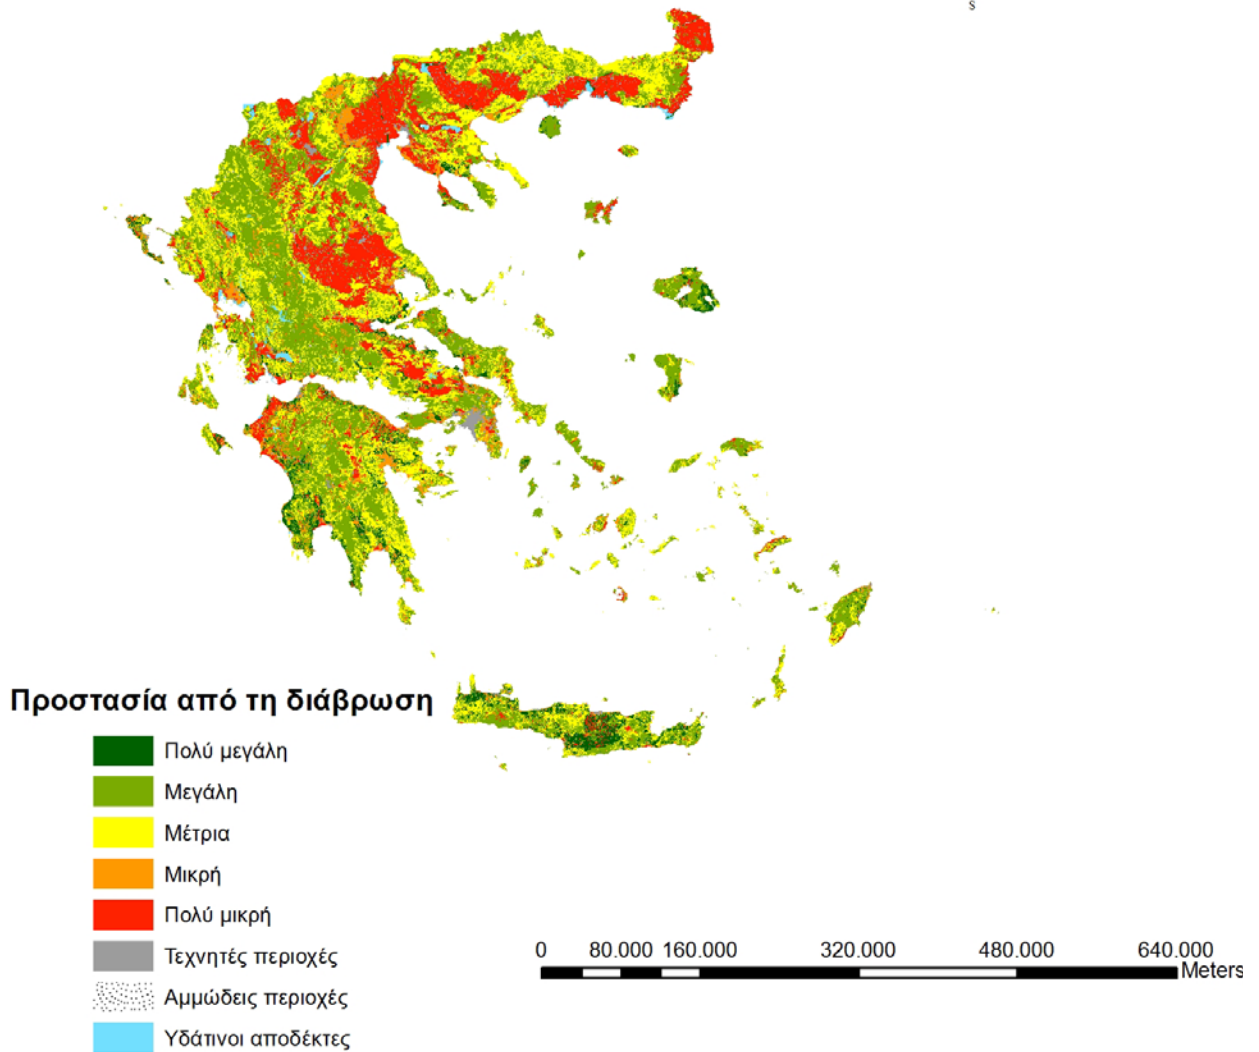 s
Προστασία από τη διάβρωση
Πολύ μεγάλη
Μεγάλη
Μέτρια
Μικρή
Πολύ μικρή
Τεχνητές περιοχές
Αμμώδεις περιοχές
Υδάτινοι αποδέκτες
0 80.000 160.000 320.000 480.000 640.000
Meters